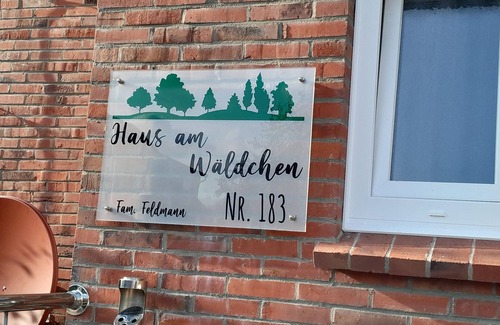 Haus am
Wäldchen
Fam. Feldmann
NR. 183